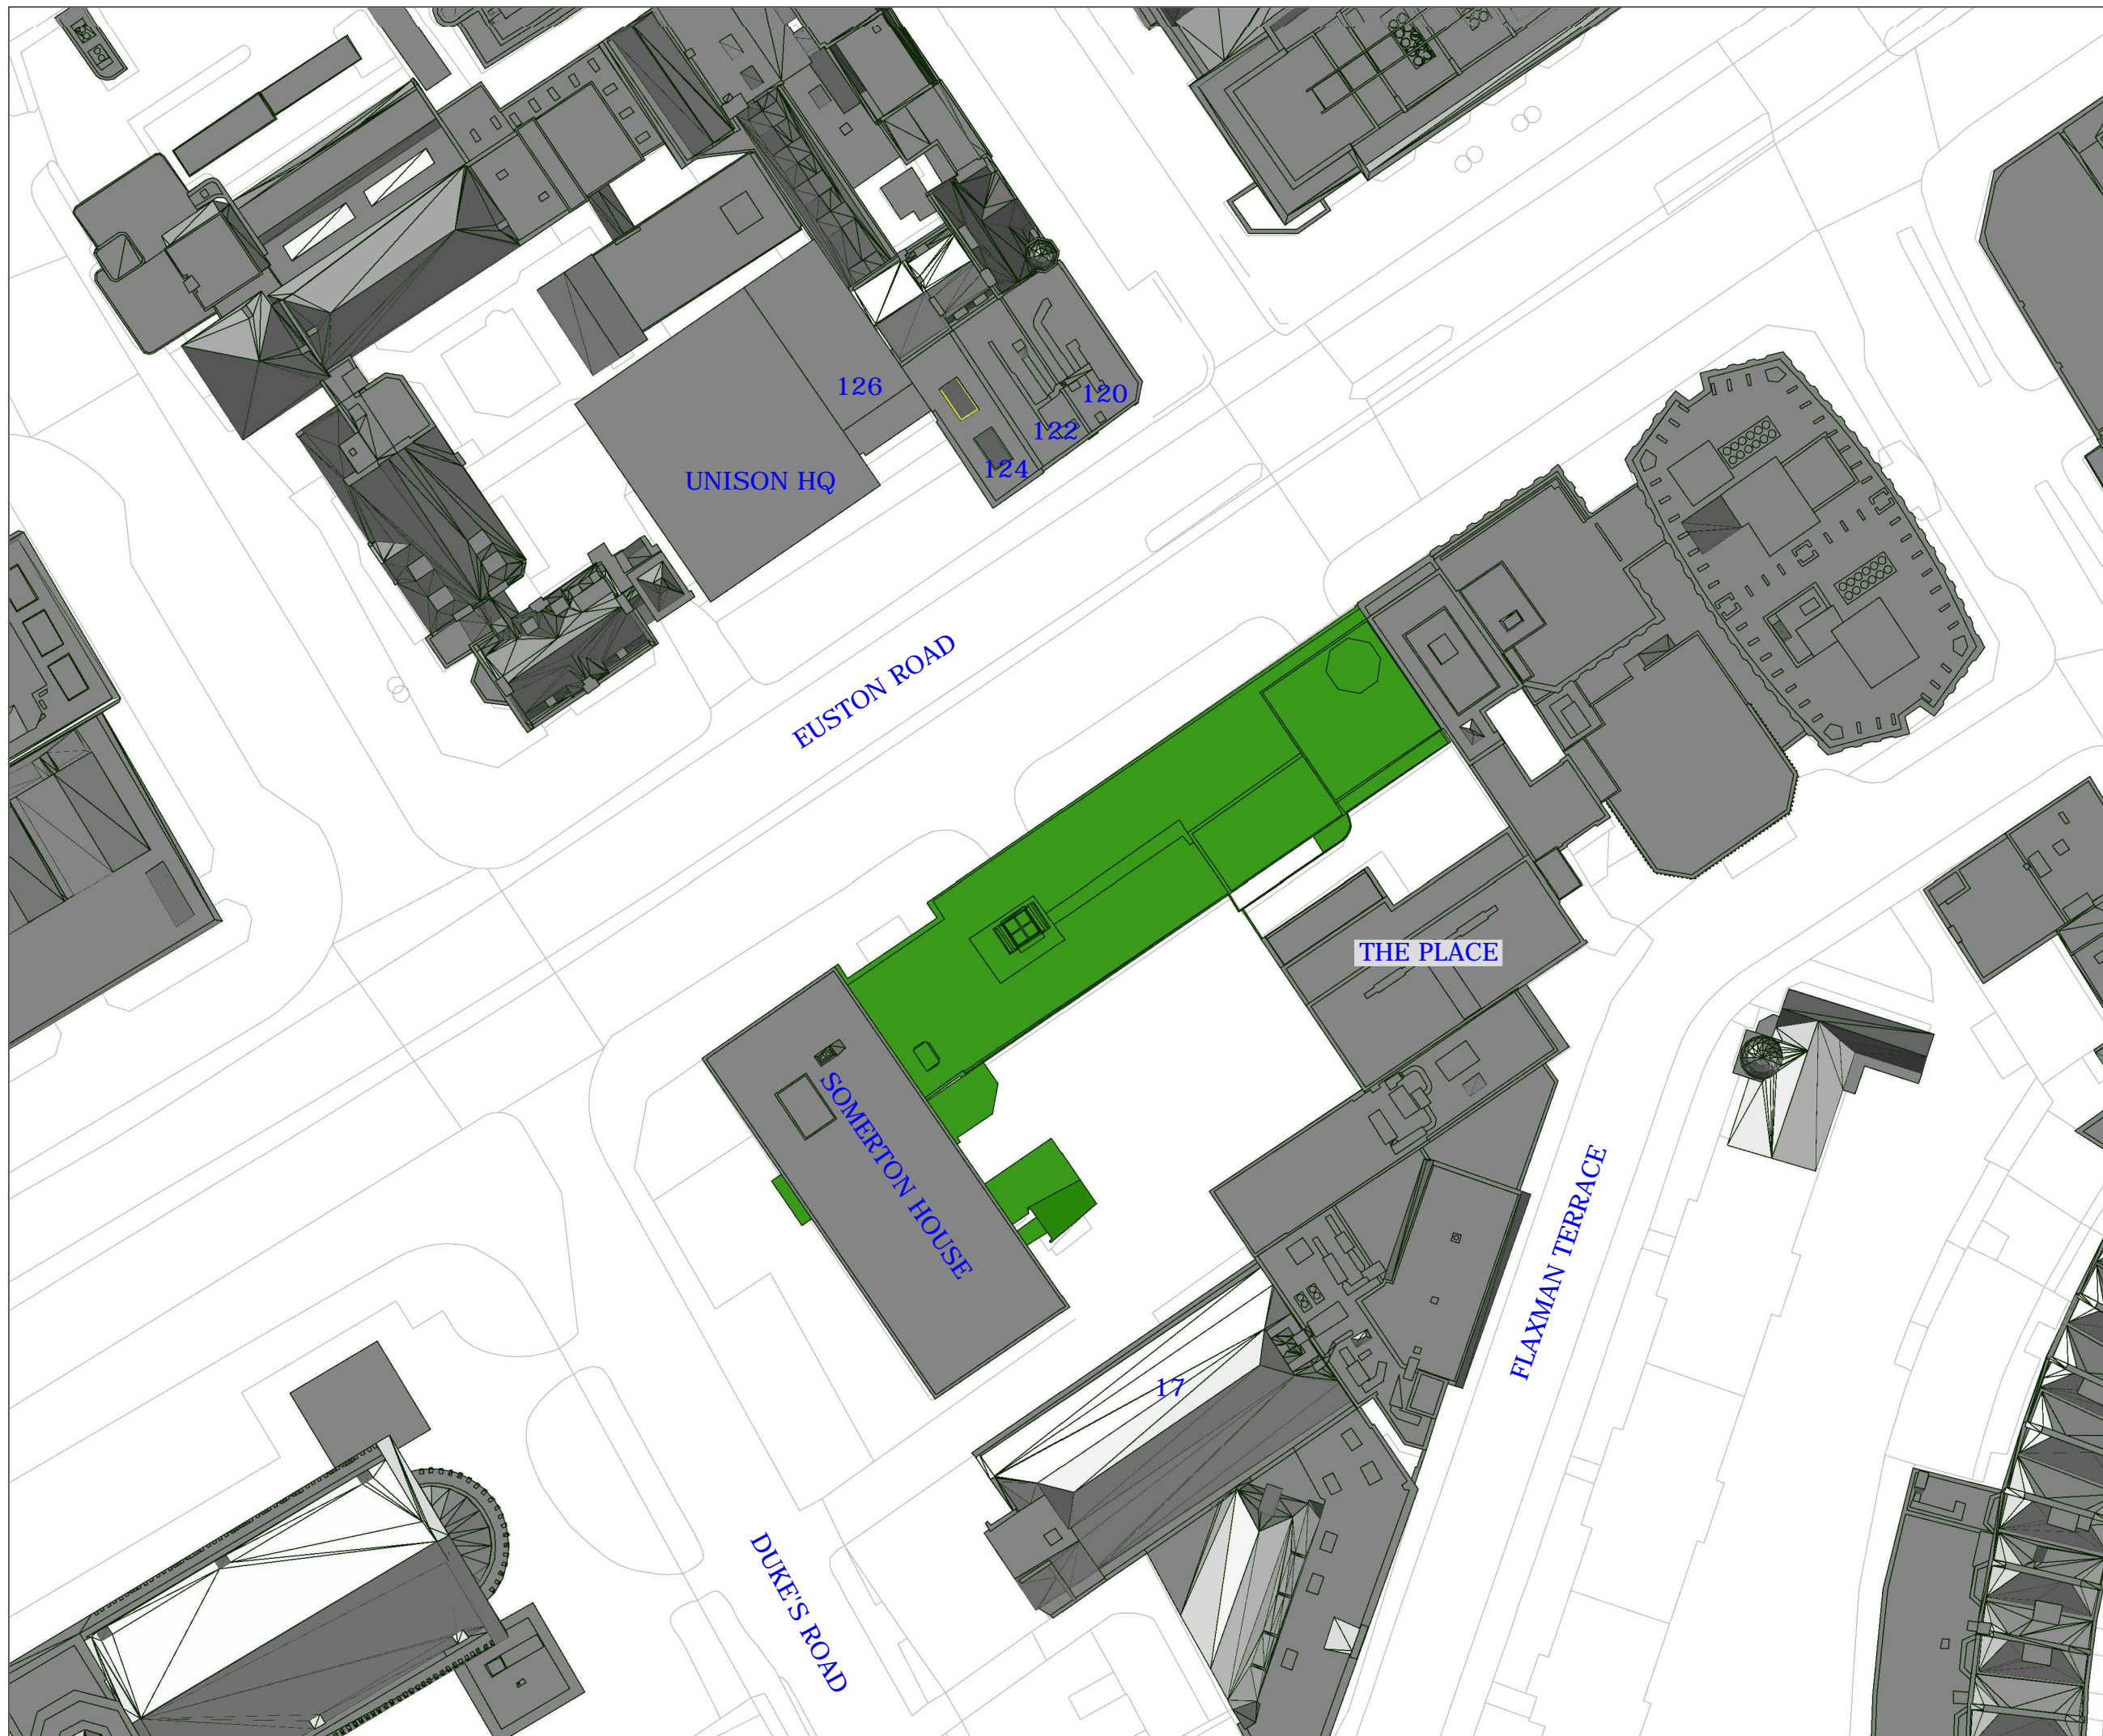 126
120
122
124
UNISON HQ
EUSTON ROAD
THE PLACE
SOMERTON HOUSE
FLAXMAN TERRACE
17
DUKE'S ROAD